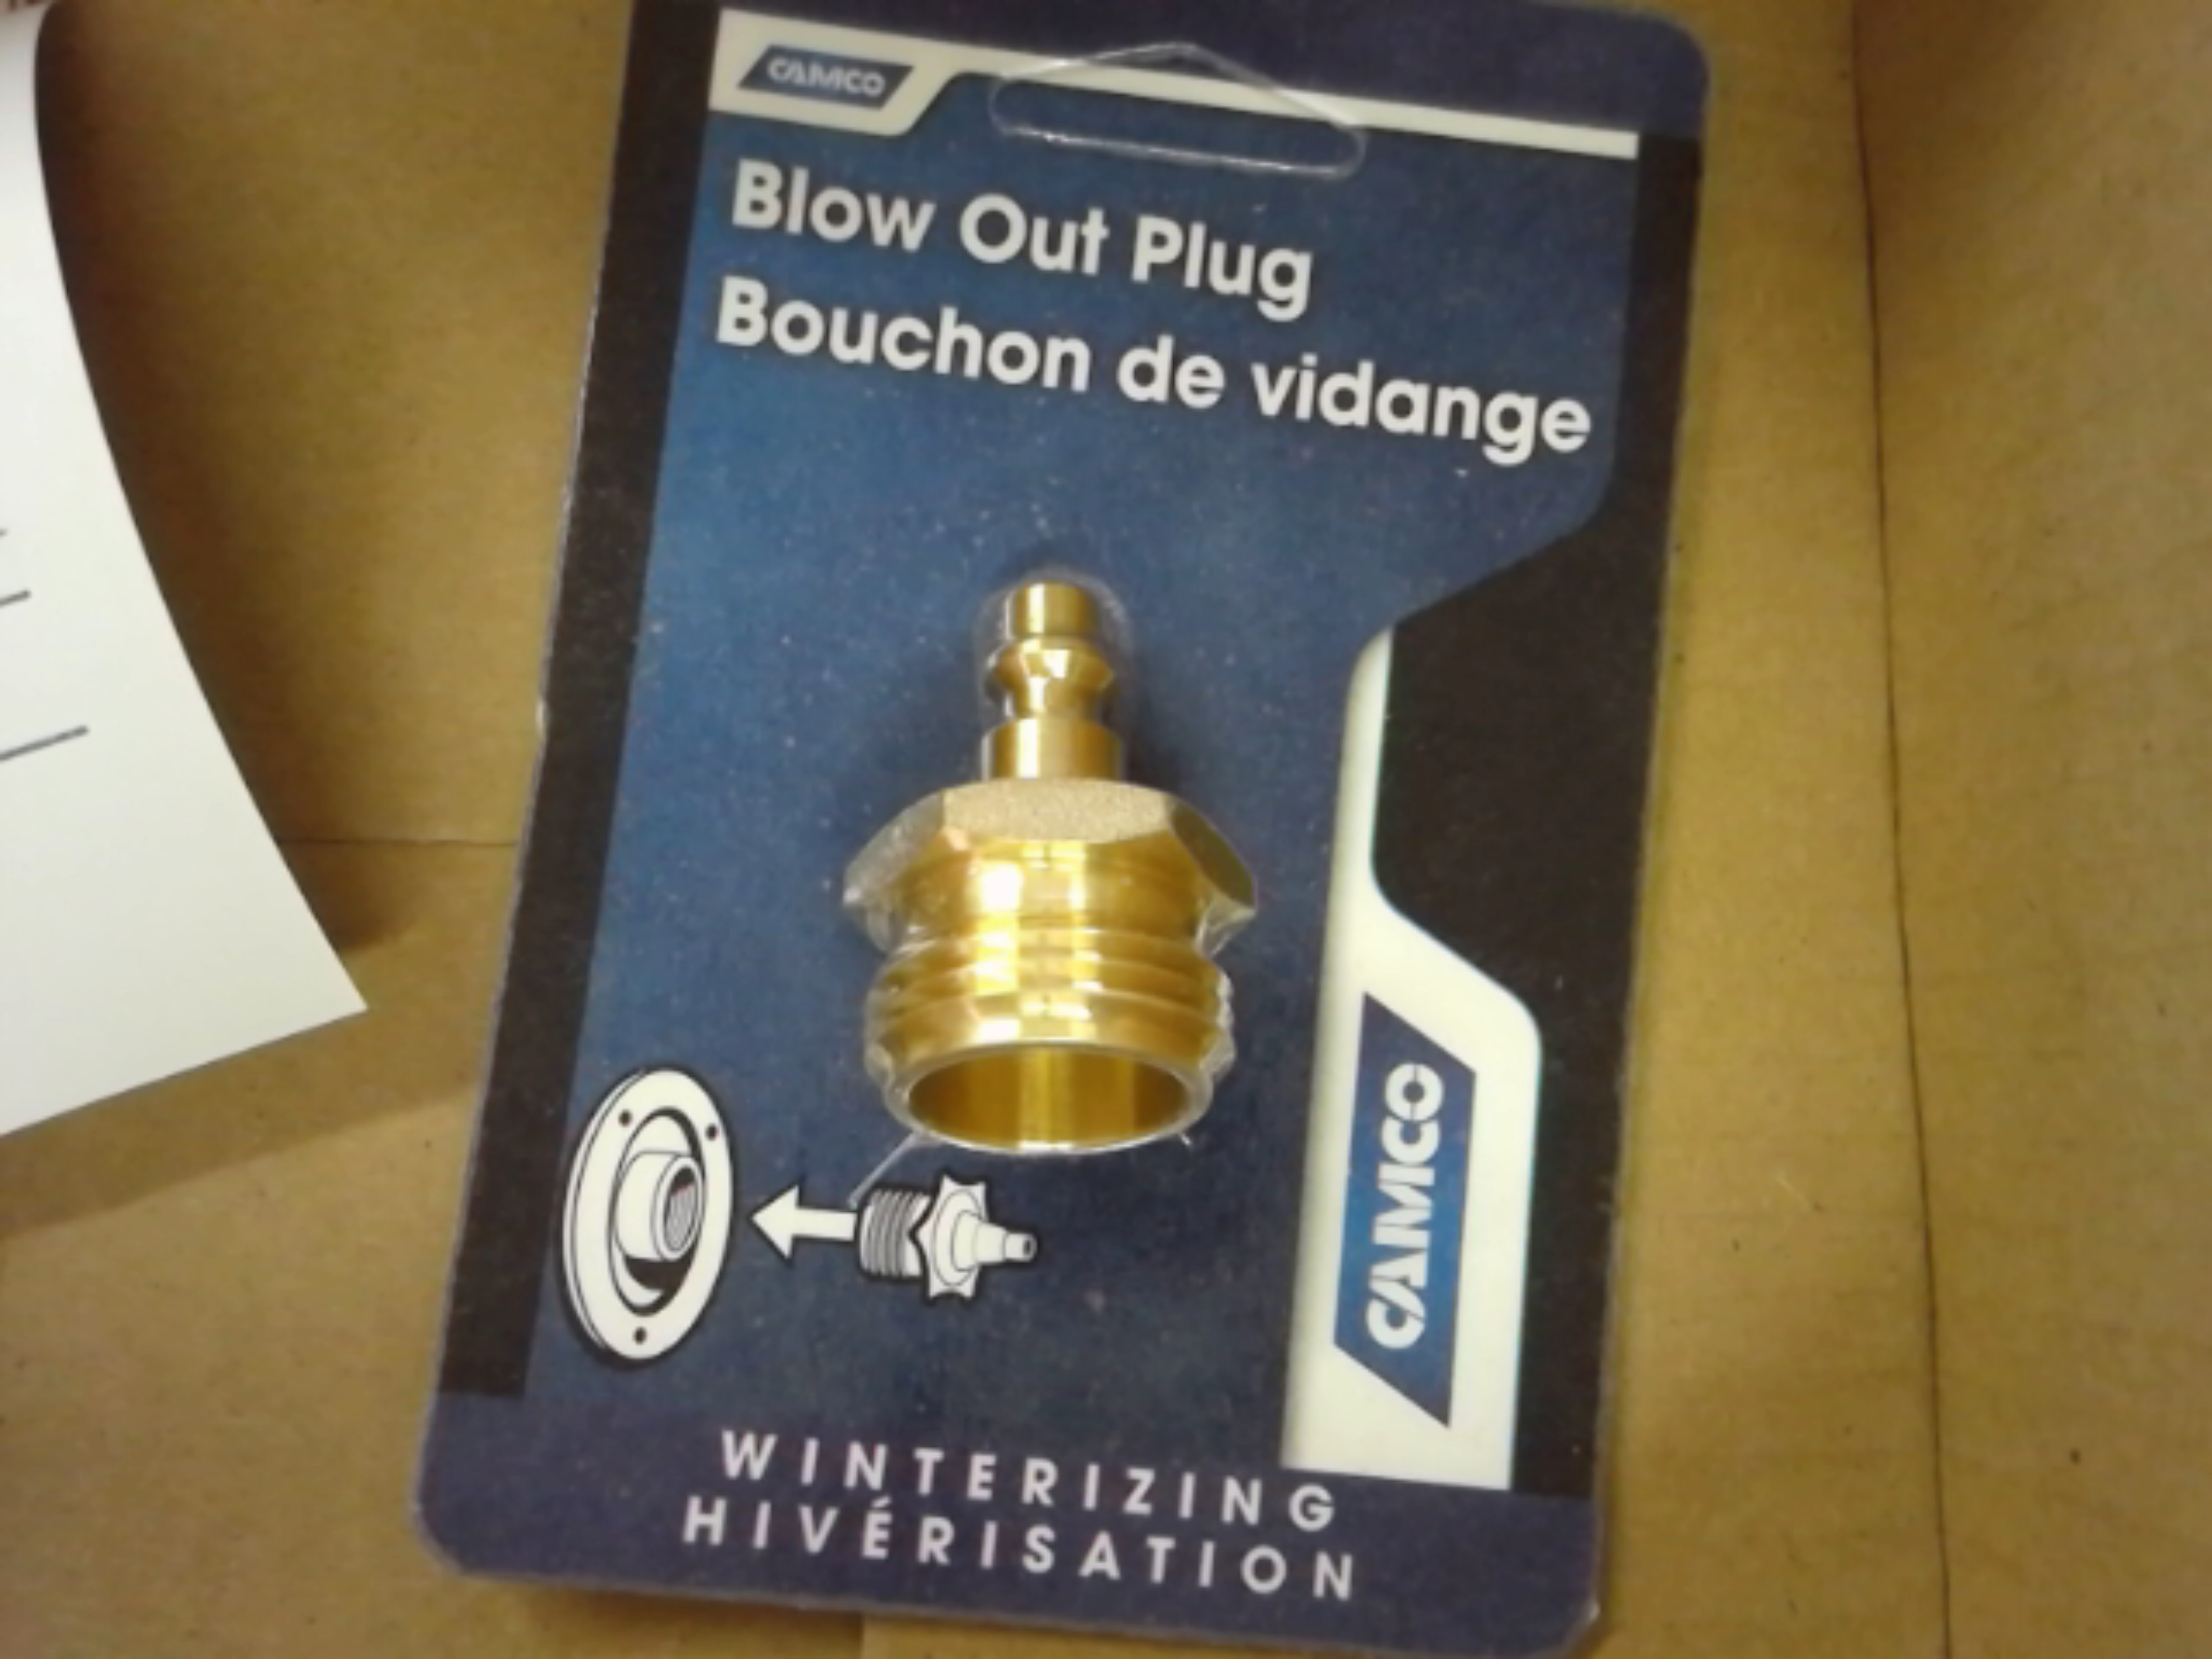 CAMCO
Blow Out Plug
Bouchon de vidange
CAMCO
WINTERIZING
HIVÉRISATION